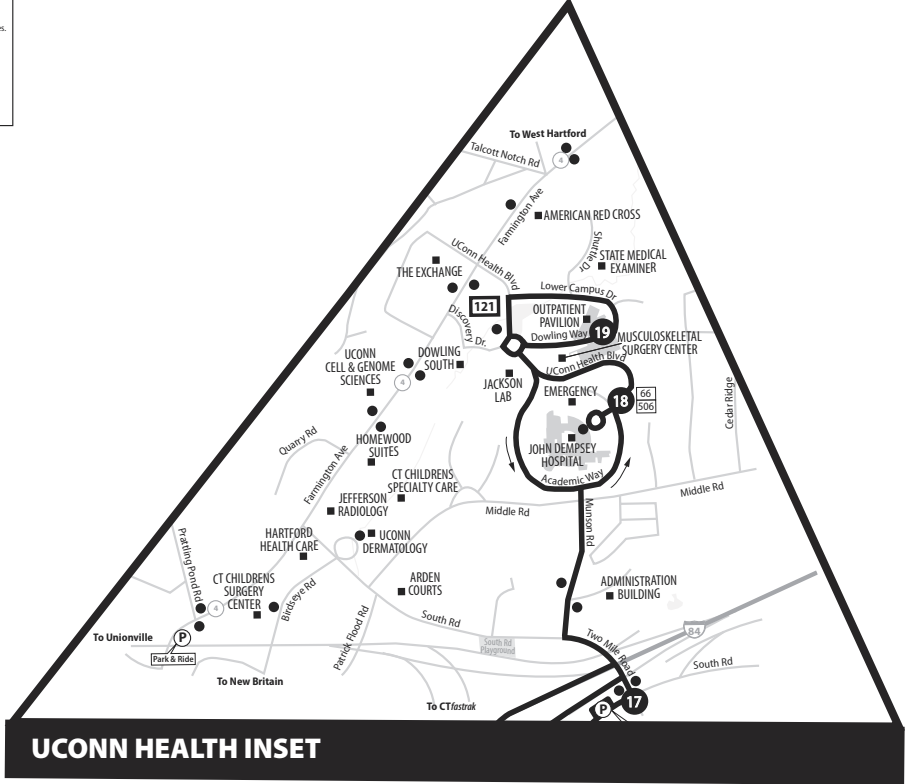 es.
To West Hartford
Talcott Notch Rd
4
Farmington Ave
AMERICAN RED CROSS
Shuttle Dr
STATE MEDICAL
EXAMINER
UConn Health Blvd
THE EXCHANGE
Lower Campus Dr
121
OUTPATIENT
PAVILION
19
Dowling Way
Discovery Dr.
MUSCULOSKELETAL
SURGERY CENTER
UConn Health Blvd
UCONN
CELL & GENOME
SCIENCES
DOWLING
SOUTH
4
JACKSON
LAB
EMERGENCY
18
66
506
Cedar Ridge
Quarry Rd
HOMEWOOD
SUITES
JOHN DEMPSEY
HOSPITAL
Farmington Ave
CT CHILDRENS
SPECIALTY CARE
Academic Way
Middle Rd
JEFFERSON
RADIOLOGY
Middle Rd
Munson Rd
HARTFORD
HEALTH CARE
UCONN
DERMATOLOGY
Prattling Pond Rd
CT CHILDRENS
SURGERY
CENTER
4
Birdseye Rd
ARDEN
COURTS
ADMINISTRATION
BUILDING
Patrick Flood Rd
South Rd
84
To Unionville
P
Park & Ride
South Rd
Playground
Two Mile Road
South Rd
To New Britain
To CTfastrak
P
17
UCONN HEALTH INSET